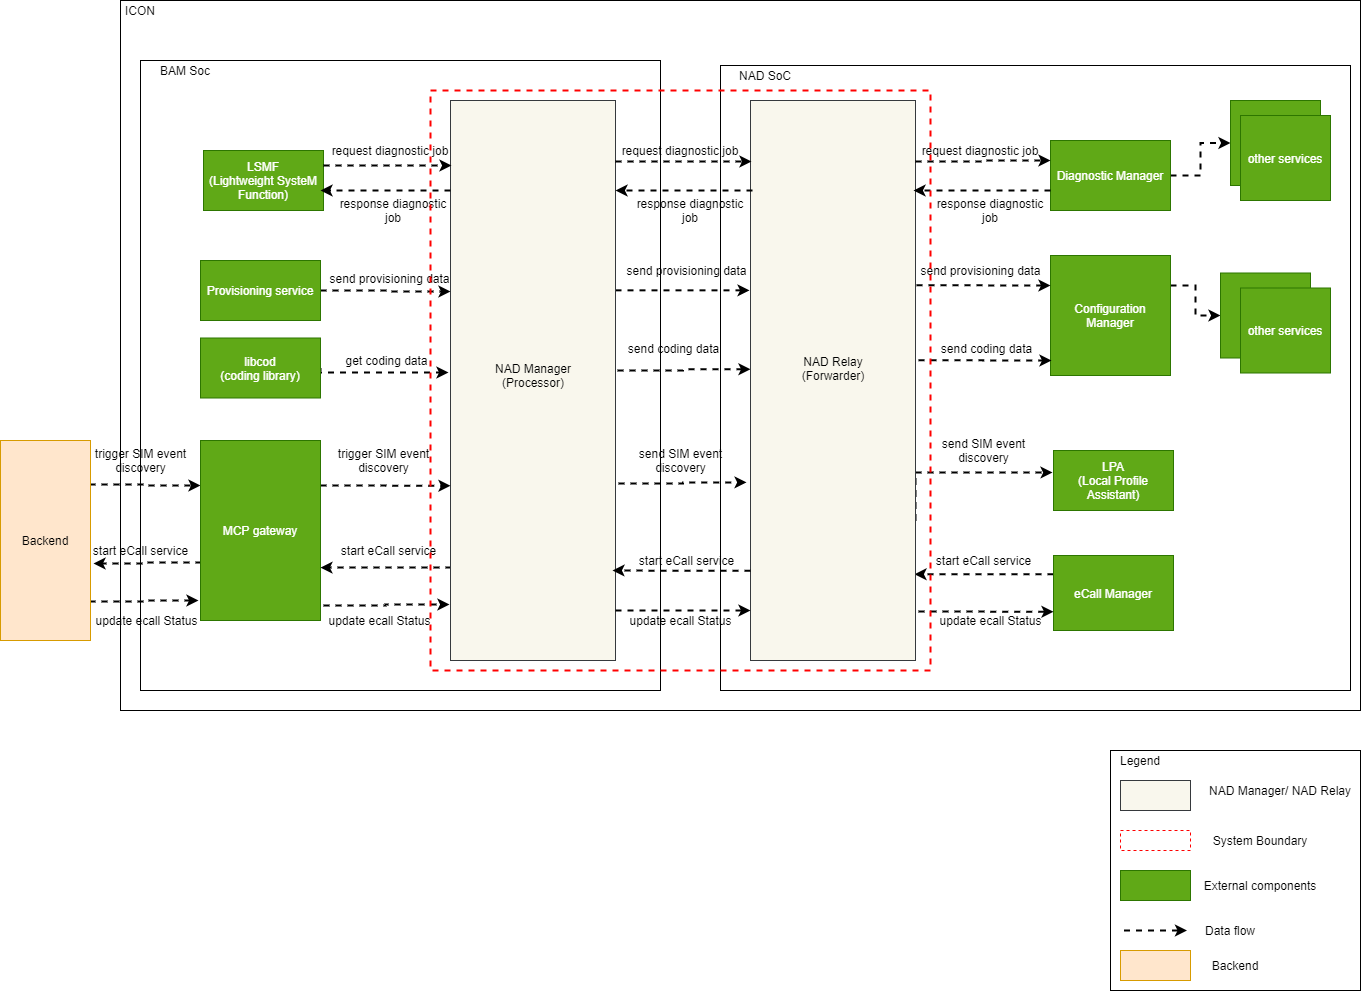 ICON
BAM Soc
NAD SoC
request diagnostic job
request diagnostic job
request diagnostic job
LSMF
(Lightweight SysteM
Function)
Diagnostic Manager
other services
response diagnostic
job
response diagnostic
job
response diagnostic
job
send provisioning data
send provisioning data
send provisioning data
Provisioning service
Configuration
Manager
other services
libcod
(coding library)
get coding data
send coding data
send coding data
NAD Manager
(Processor)
NAD Relay
(Forwarder)
trigger SIM event
discovery
trigger SIM event
discovery
send SIM event
discovery
send SIM event
discovery
LPA
(Local Profile
Assistant)
Backend
MCP gateway
start eCall service
start eCall service
start eCall service
start eCall service
eCall Manager
update ecall Status
update ecall Status
update ecall Status
update ecall Status
Legend
NAD Manager/ NAD Relay
System Boundary
External components
Data flow
Backend